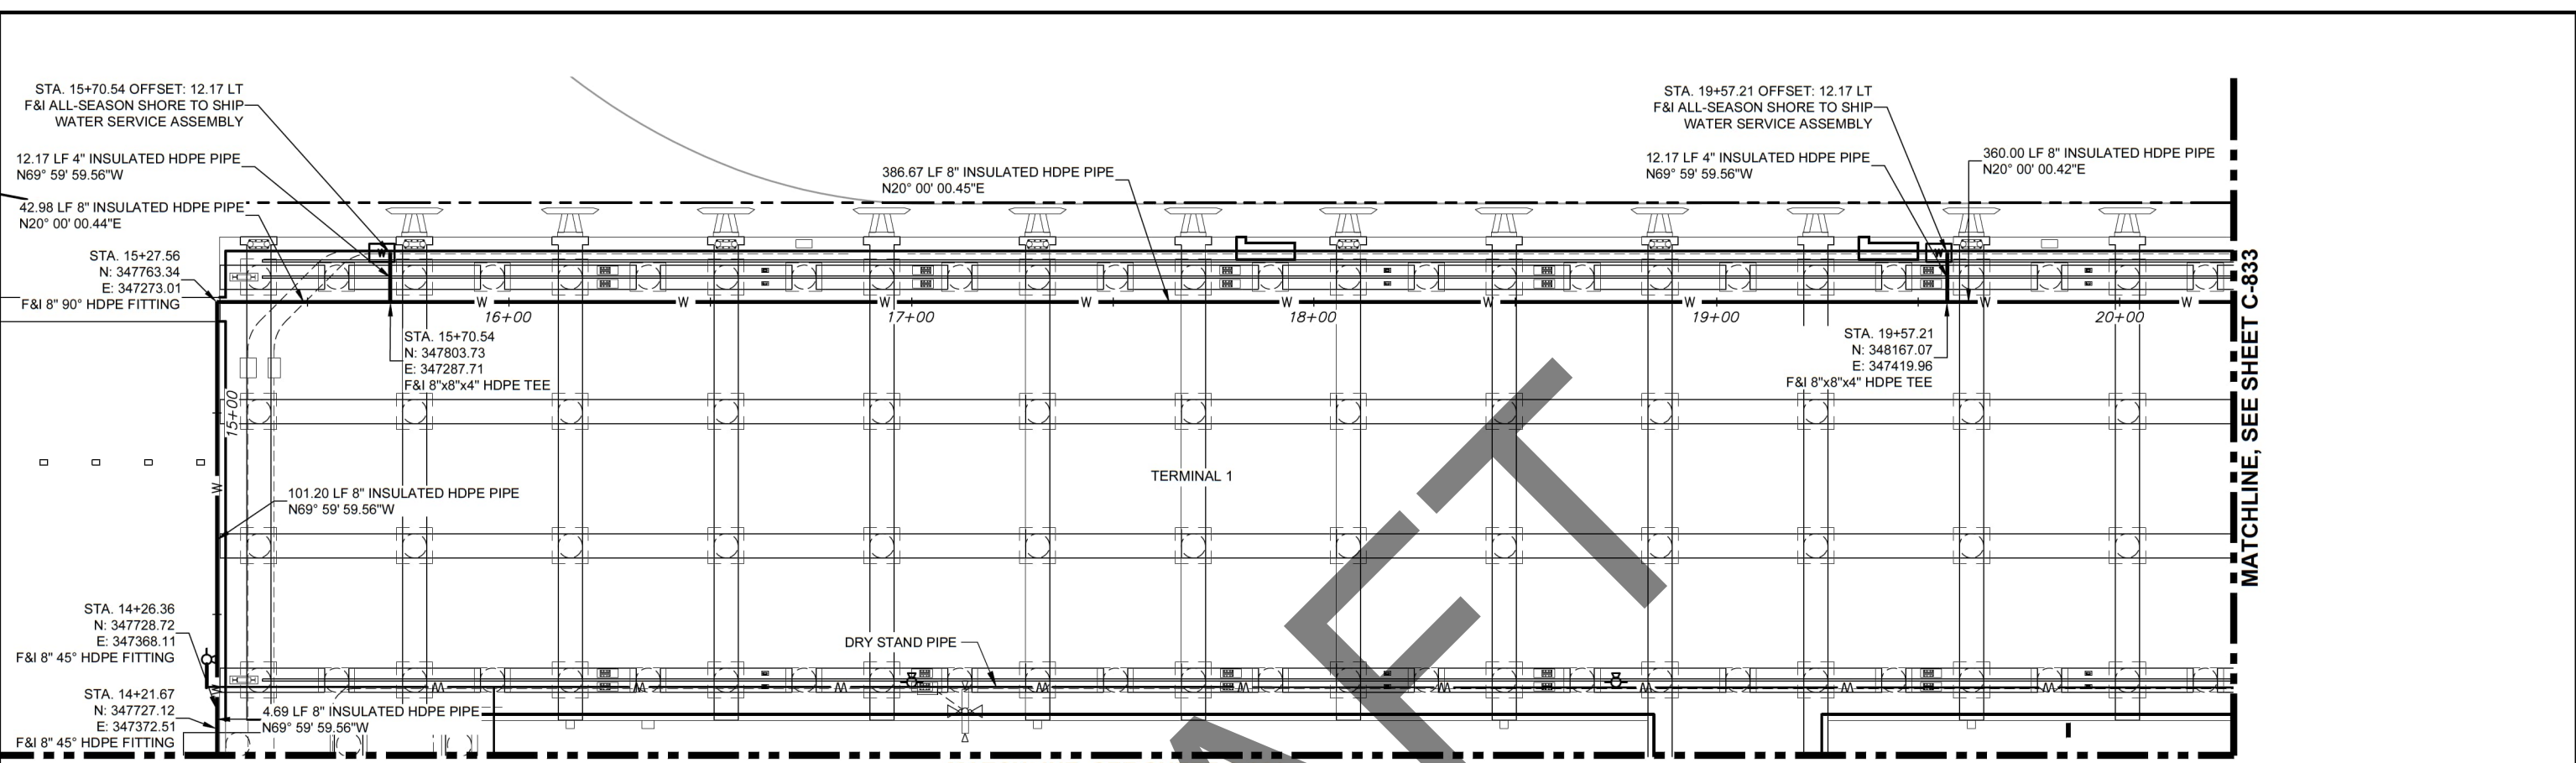 STA. 15+70.54 OFFSET: 12.17 LT
F&I ALL-SEASON SHORE TO SHIP
WATER SERVICE ASSEMBLY
12.17 LF 4" INSULATED HDPE PIPE
N69° 59' 59.56"W
42.98 LF 8" INSULATED HDPE PIPE
N20° 00' 00.44"E
STA. 15+27.56
N: 347763.34
E: 347273.01
F&I 8" 90° HDPE FITTING
386.67 LF 8" INSULATED HDPE PIPE
N20° 00' 00.45"E
STA. 19+57.21 OFFSET: 12.17 LT
F&I ALL-SEASON SHORE TO SHIP
WATER SERVICE ASSEMBLY
12.17 LF 4" INSULATED HDPE PIPE
N69° 59' 59.56"W
360.00 LF 8" INSULATED HDPE PIPE
N20° 00' 00.42"E
W
W
W W W W W W W W W W
16+00
17+00
18+00
19+00
20+00
STA. 15+70.54
N: 347803.73
E: 347287.71
F&I 8"x8"x4" HDPE TEE
STA. 19+57.21
N: 348167.07
E: 347419.96
F&I 8"x8"x4" HDPE TEE
MATCHLINE, SEE SHEET C-833
15+00
W
TERMINAL 1
101.20 LF 8" INSULATED HDPE PIPE
N69° 59' 59.56"W
STA. 14+26.36
N: 347728.72
E: 347368.11
F&I 8" 45° HDPE FITTING
DRY STAND PIPE
W
STA. 14+21.67
N: 347727.12
E: 347372.51
F&I 8" 45° HDPE FITTING
4.69 LF 8" INSULATED HDPE PIPE
N69° 59' 59.56"W
AFT